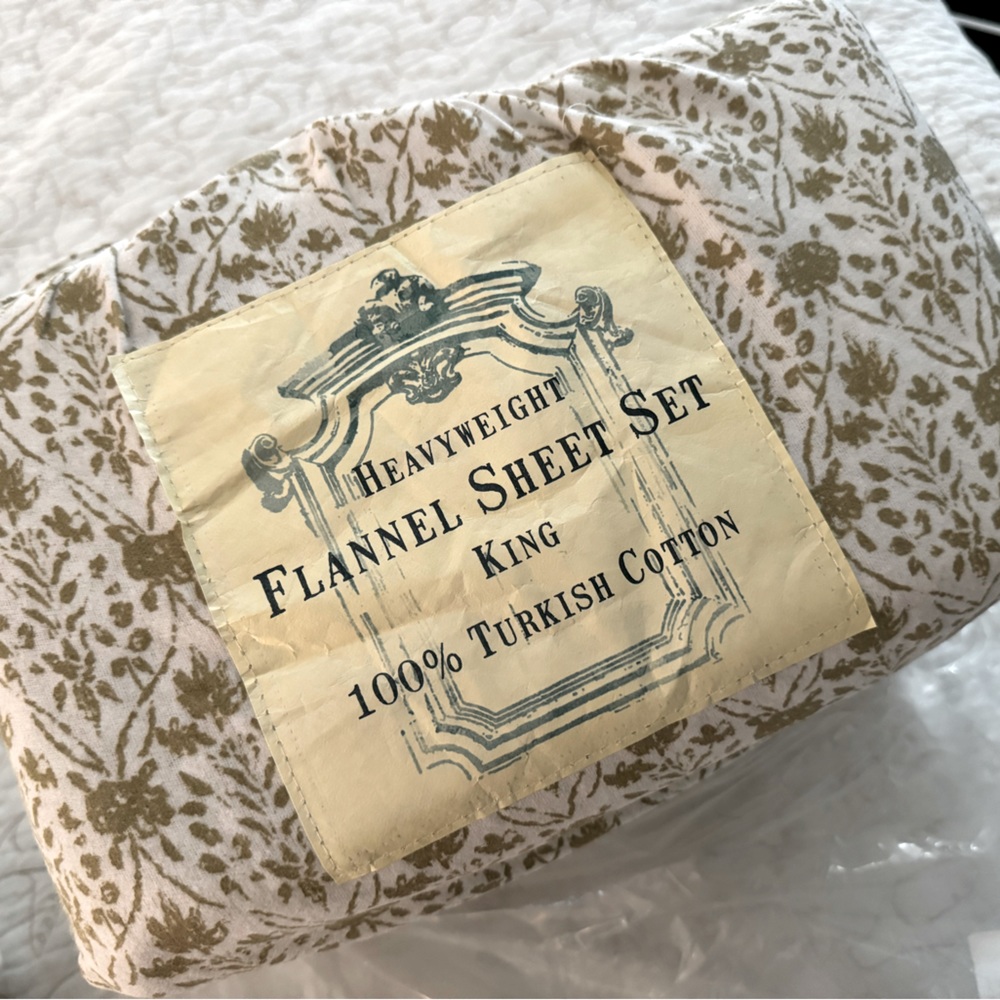 Heavyweight
Flannel Sheet Set
King
100% Turkish Cotton